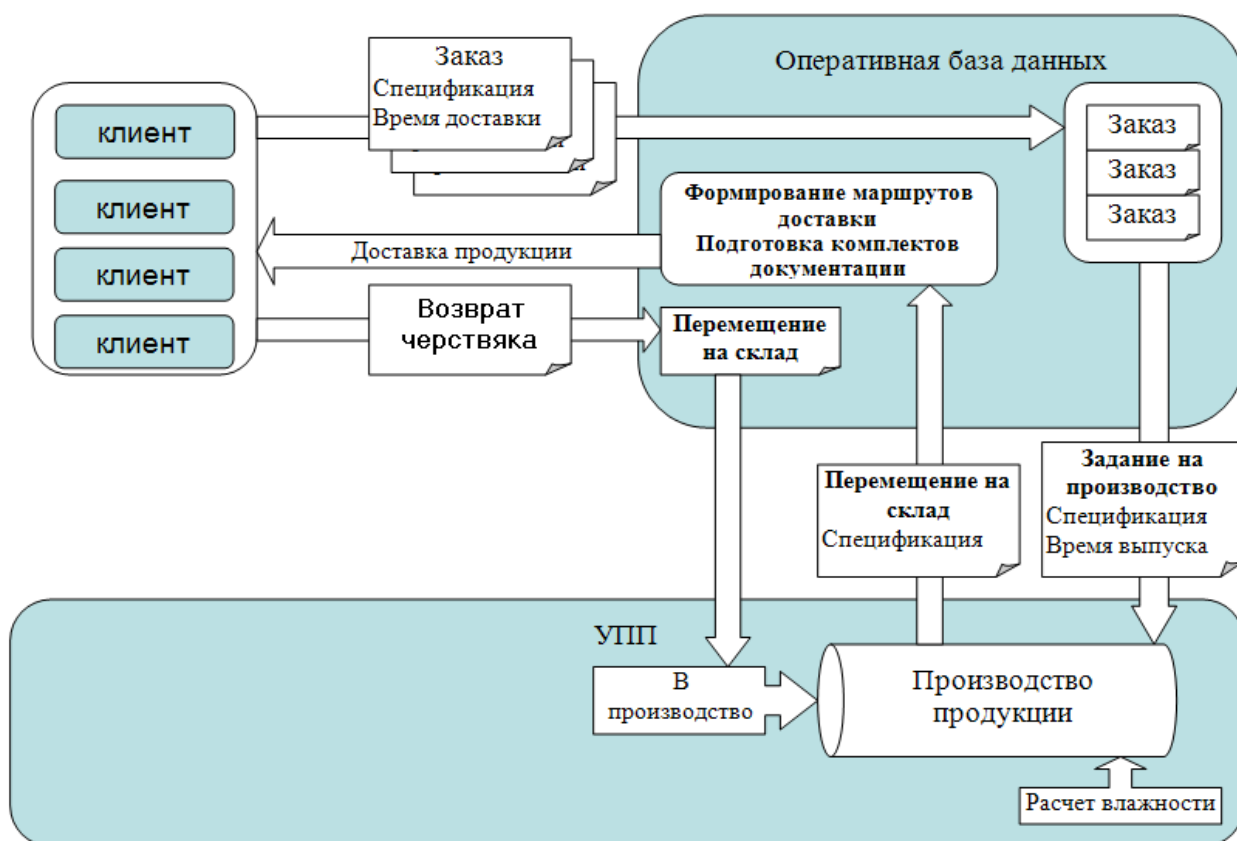 Заказ
Спецификация
Время доставки
Оперативная база данных
клиент
клиент
клиент
клиент
Заказ
Заказ
Заказ
Формирование маршрутов
доставки
Подготовка комплектов
документации
Доставка продукции
Возврат
черствяка
Перемещение
на склад
Перемещение на
склад
Спецификация
Задание на
производство
Спецификация
Время выпуска
УПП
В
производство
Производство
продукции
Расчет влажности